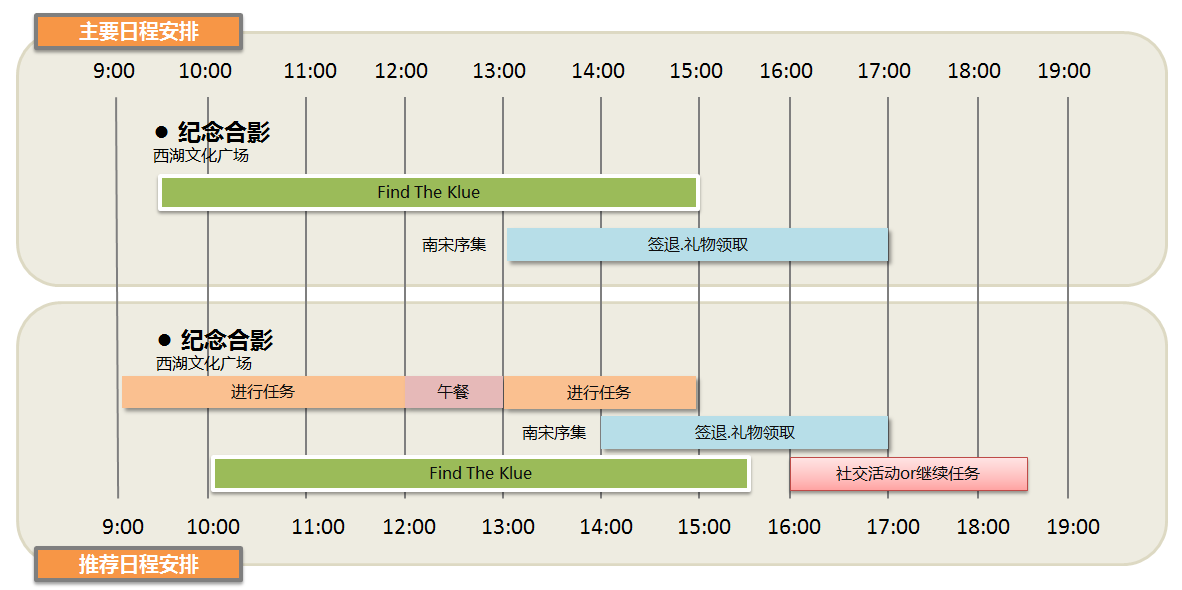 主要日程安排
9:00 10:00 11:00 12:00 13:00 14:00 15:00 16:00 17:00 18:00 19:00
● 纪念合影
西湖文化广场
Find The Klue
南宋序集 签退.礼物领取
● 纪念合影
西湖文化广场
进行任务 午餐 进行任务
南宋序集 签退.礼物领取
Find The Klue 社交活动or继续任务
9:00 10:00 11:00 12:00 13:00 14:00 15:00 16:00 17:00 18:00 19:00
推荐日程安排